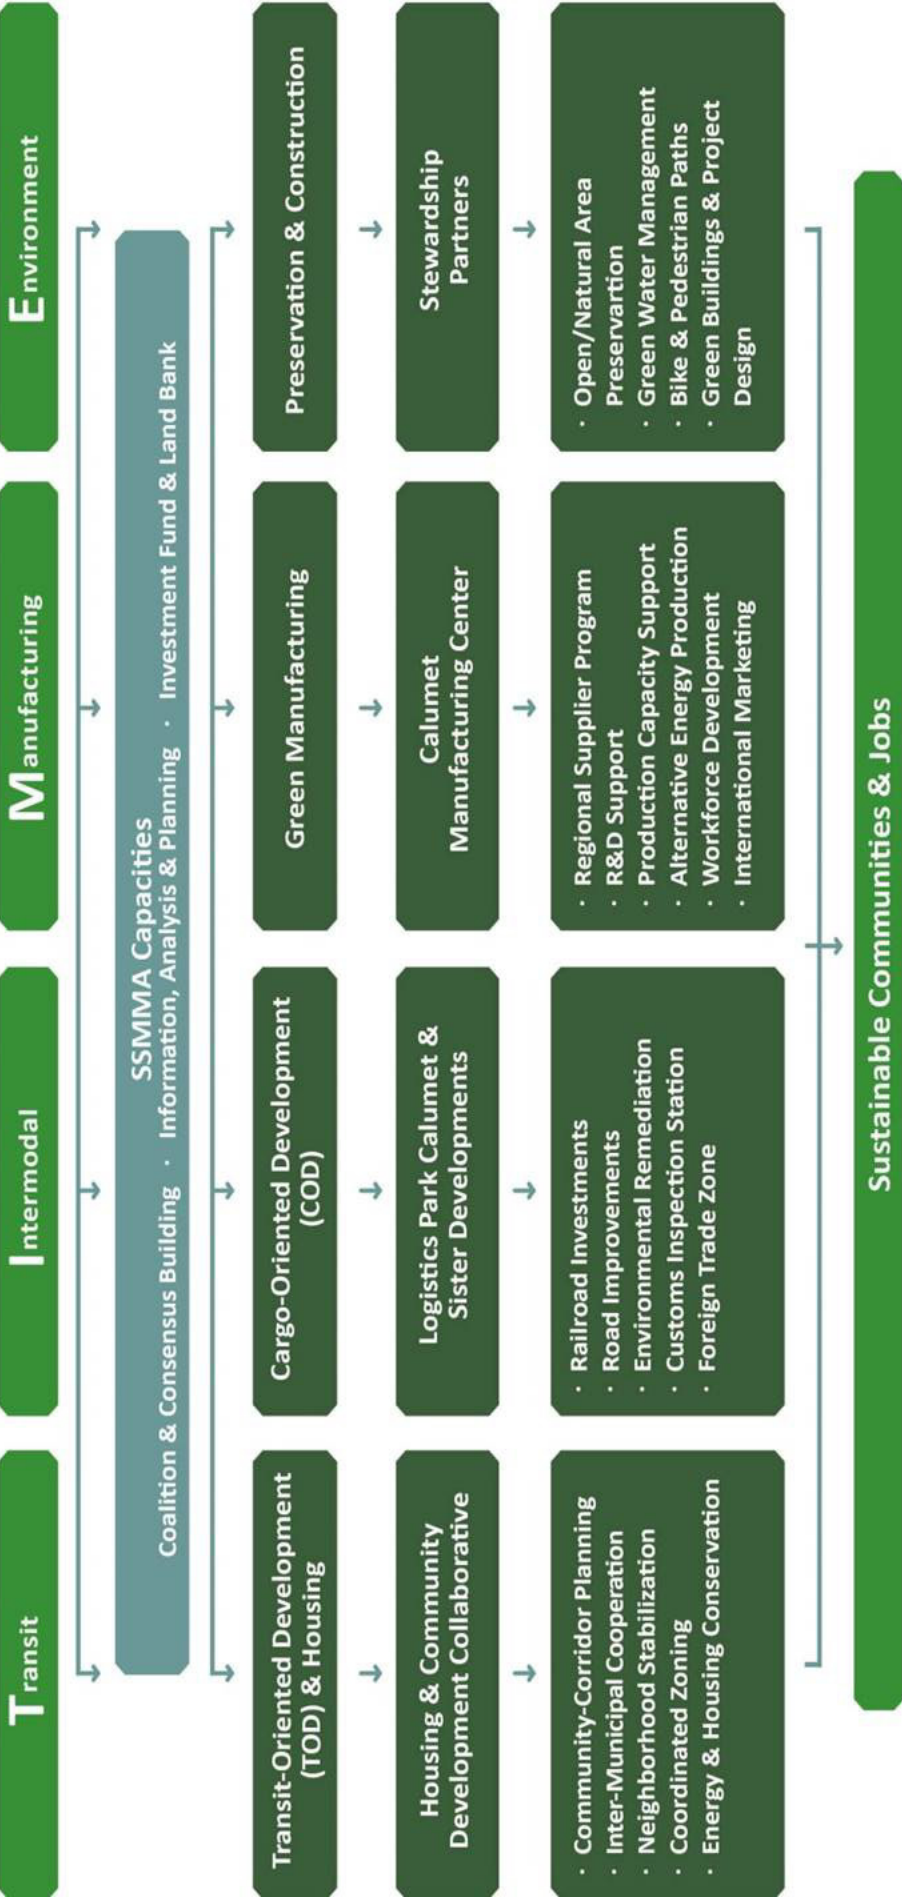 Transit
Intermodal
Manufacturing
Environment
SSMMA Capacities
Coalition & Consensus Building · Information, Analysis & Planning · Investment Fund & Land Bank
Transit-Oriented Development
(TOD) & Housing
Cargo-Oriented Development
(COD)
Green Manufacturing
Preservation & Construction
Housing & Community
Development Collaborative
Logistics Park Calumet &
Sister Developments
Calumet
Manufacturing Center
Stewardship
Partners
· Community-Corridor Planning
· Inter-Municipal Cooperation
· Neighborhood Stabilization
· Coordinated Zoning
· Energy & Housing Conservation
· Railroad Investments
· Road Improvements
· Environmental Remediation
· Customs Inspection Station
· Foreign Trade Zone
· Regional Supplier Program
· R&D Support
· Production Capacity Support
· Alternative Energy Production
· Workforce Development
· International Marketing
· Open/Natural Area
Preservartion
· Green Water Management
· Bike & Pedestrian Paths
· Green Buildings & Project
Design
Sustainable Communities & Jobs